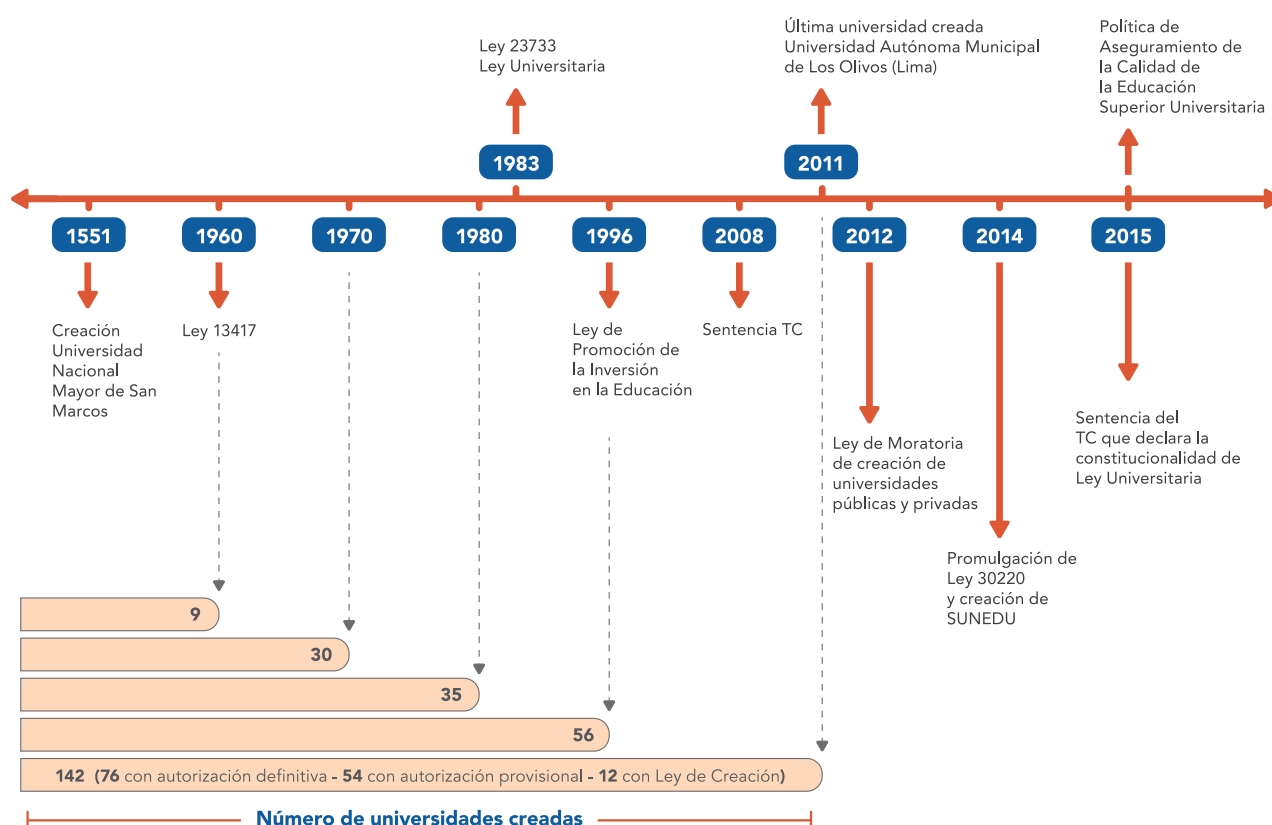 Ley 23733
Ley Universitaria
Última universidad creada
Universidad Autónoma Municipal
de Los Olivos (Lima)
Política de
Aseguramiento de
la Calidad de
la Educación
Superior Universitaria
1983
2011
1551
1960
1970
1980
1996
2008
2012
2014
2015
Creación
Universidad
Nacional
Mayor de San
Marcos
Ley 13417
Ley de
Promoción de
la Inversión
en la Educación
Sentencia TC
Ley de Moratoria
de creación de
universidades
públicas y privadas
Promulgación de
Ley 30220
y creación de
SUNEDU
Sentencia del
TC que declara la
constitucionalidad de
Ley Universitaria
9
30
35
56
142 (76 con autorización definitiva - 54 con autorización provisional - 12 con Ley de Creación)
Número de universidades creadas